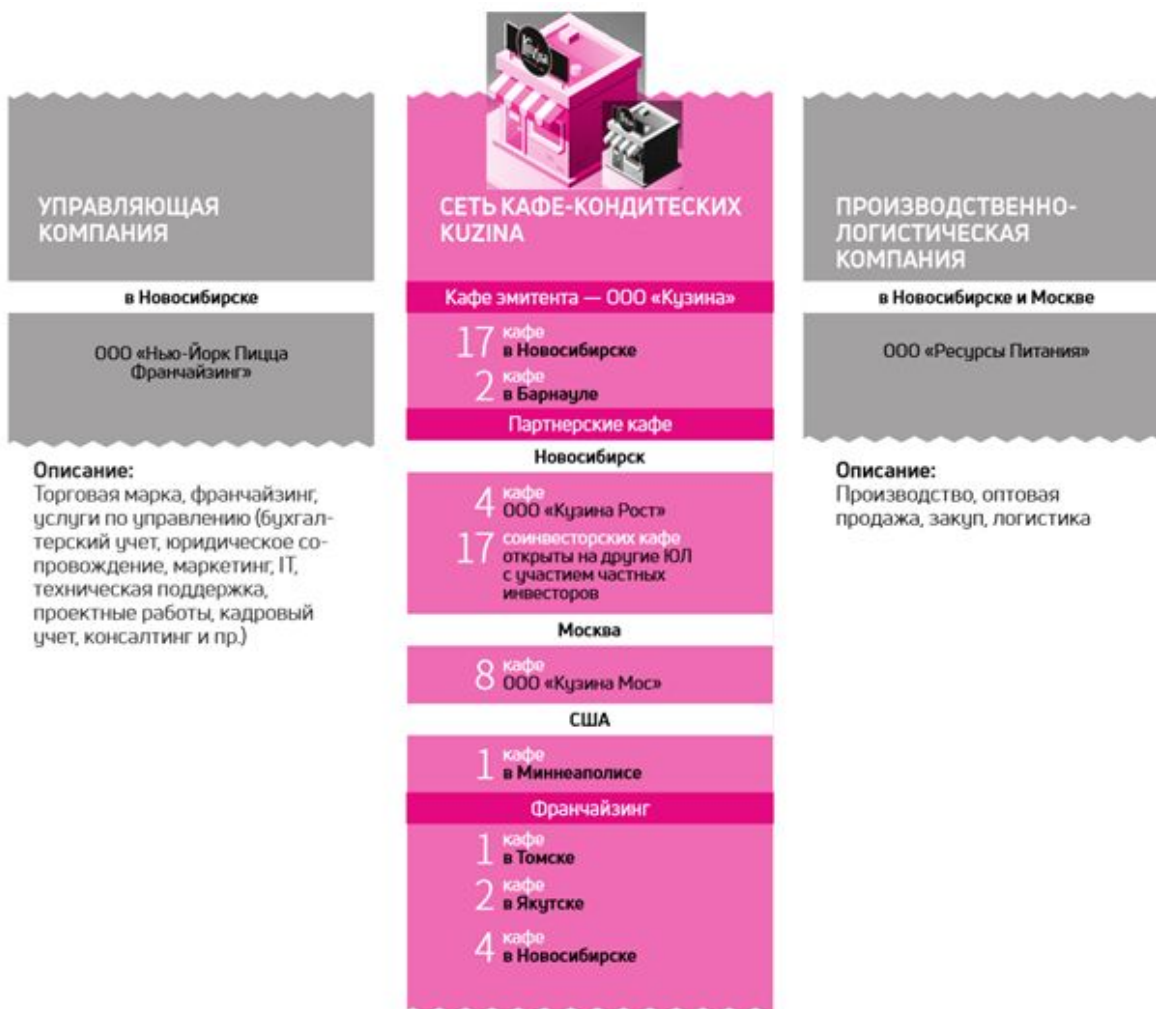 УПРАВЛЯЮЩАЯ
КОМПАНИЯ
в Новосибирске
ООО «Нью-Йорк Пицца
Франчайзинг»
Описание:
Торговая марка, франчайзинг,
услуги по управлению (бухгал-
терский учет, юридическое со-
провождение, маркетинг, IT,
техническая поддержка,
проектные работы, кадровый
учет, консалтинг и пр.)
СЕТЬ КАФЕ-КОНДИТЕСКИХ
KUZINA
Кафе эмитента — ООО «Кузина»
17 кафе
в Новосибирске
2 кафе
в Барнауле
Партнерские кафе
Новосибирск
4 кафе
ООО «Кузина Рост»
17 соинвесторских кафе
открыты на другие ЮЛ
с участием частных
инвесторов
Москва
8 кафе
ООО «Кузина Мос»
США
1 кафе
в Миннеаполисе
Франчайзинг
1 кафе
в Томске
2 кафе
в Якутске
4 кафе
в Новосибирске
ПРОИЗВОДСТВЕННО-
ЛОГИСТИЧЕСКАЯ
КОМПАНИЯ
в Новосибирске и Москве
ООО «Ресурсы Питания»
Описание:
Производство, оптовая
продажа, закуп, логистика